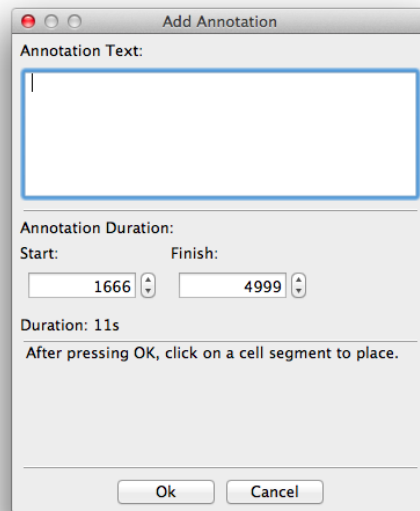 Add Annotation
Annotation Text:
Annotation Duration:
Start: Finish:
1666 4999
Duration: 11s
After pressing OK, click on a cell segment to place.
Ok Cancel